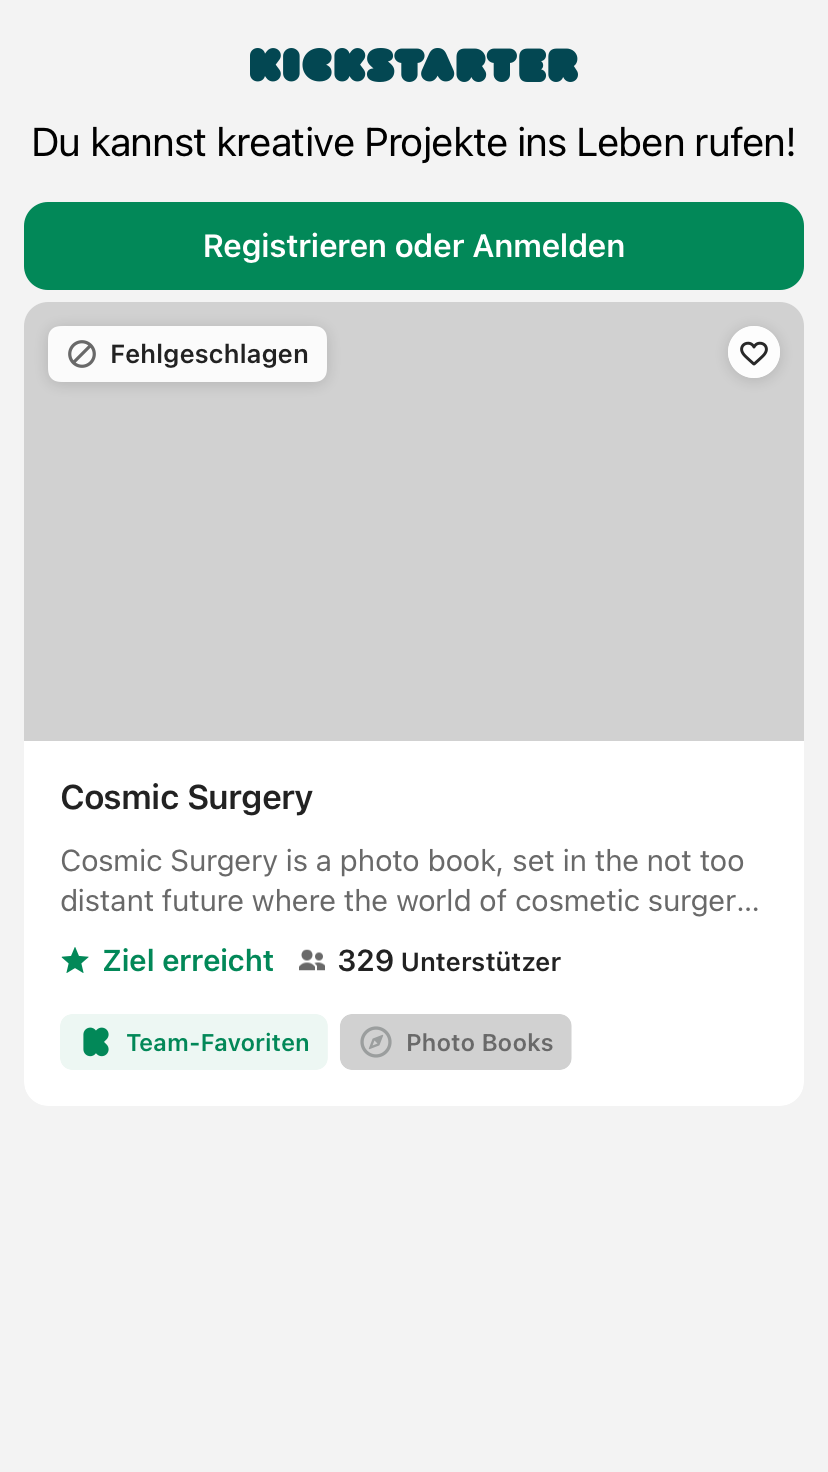 KICKSTARTER
Du kannst kreative Projekte ins Leben rufen!
Registrieren oder Anmelden
Fehlgeschlagen
Cosmic Surgery
Cosmic Surgery is a photo book, set in the not too
distant future where the world of cosmetic surger...
Ziel erreicht 329 Unterstützer
Team-Favoriten Photo Books